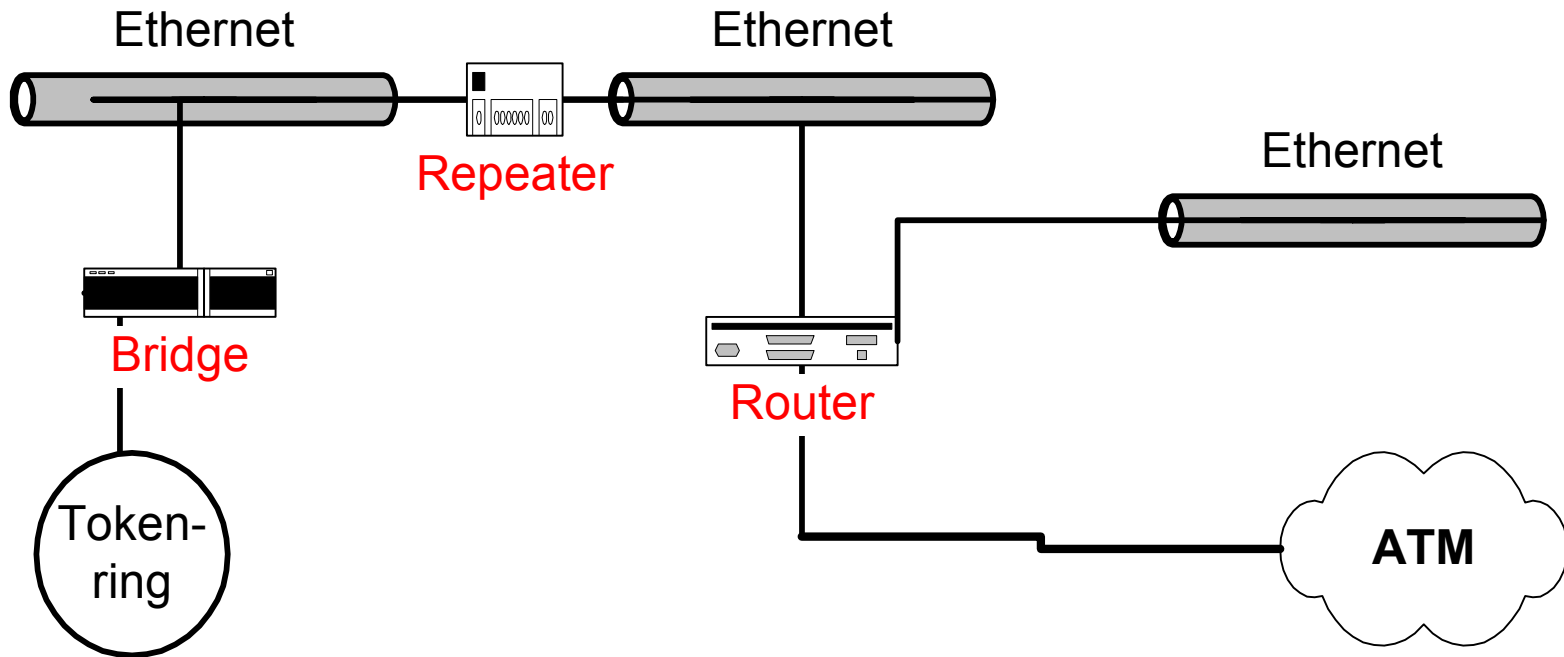 Ethernet
Ethernet
Repeater
Ethernet
Bridge
Router
Token-
ring
ATM